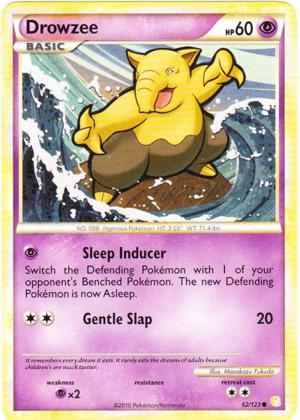 Drowzee
HP 60
BASIC
NO. 096 Hypnosis Pokémon HT: 3'03" WT: 71.4 lbs.
Sleep Inducer
Switch the Defending Pokémon with 1 of your
opponent's Benched Pokémon. The new Defending
Pokémon is now Asleep.
Gentle Slap 20
It remembers every dream it eats. It rarely eats the dreams of adults because
children's are much tastier.
Illus. Masakazu Fukuda
weakness resistance retreat cost
×2
©2010 Pokémon/Nintendo
62/123